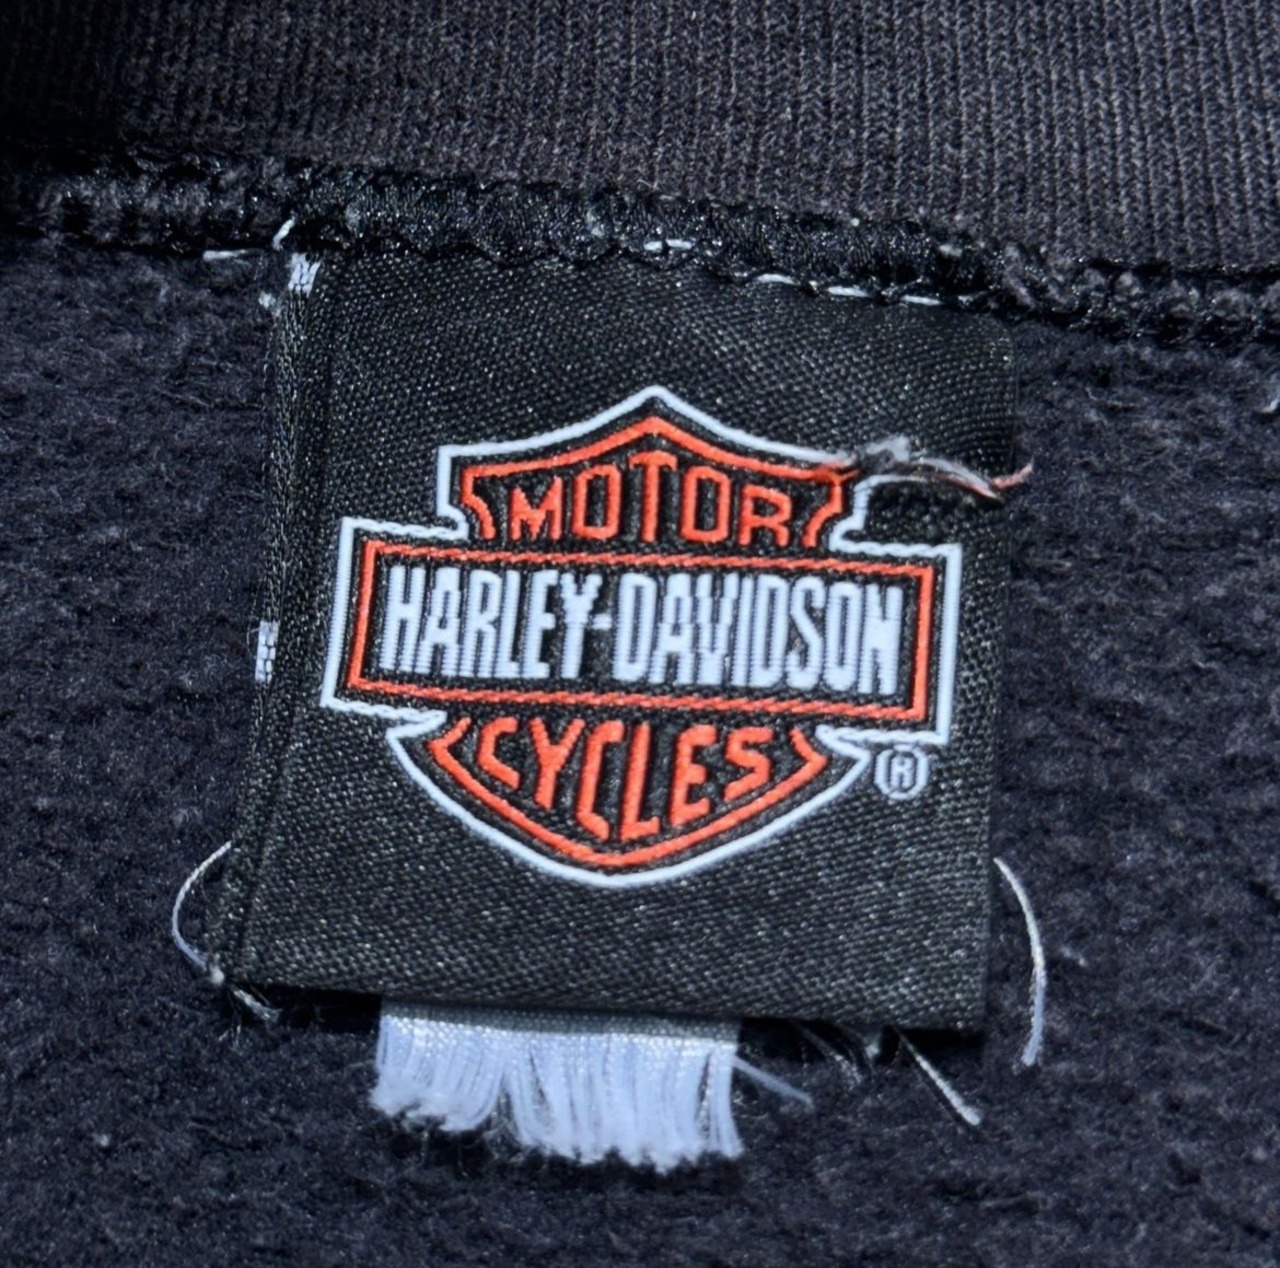 MOTOR
HARLEY-DAVIDSON
CYCLES
®